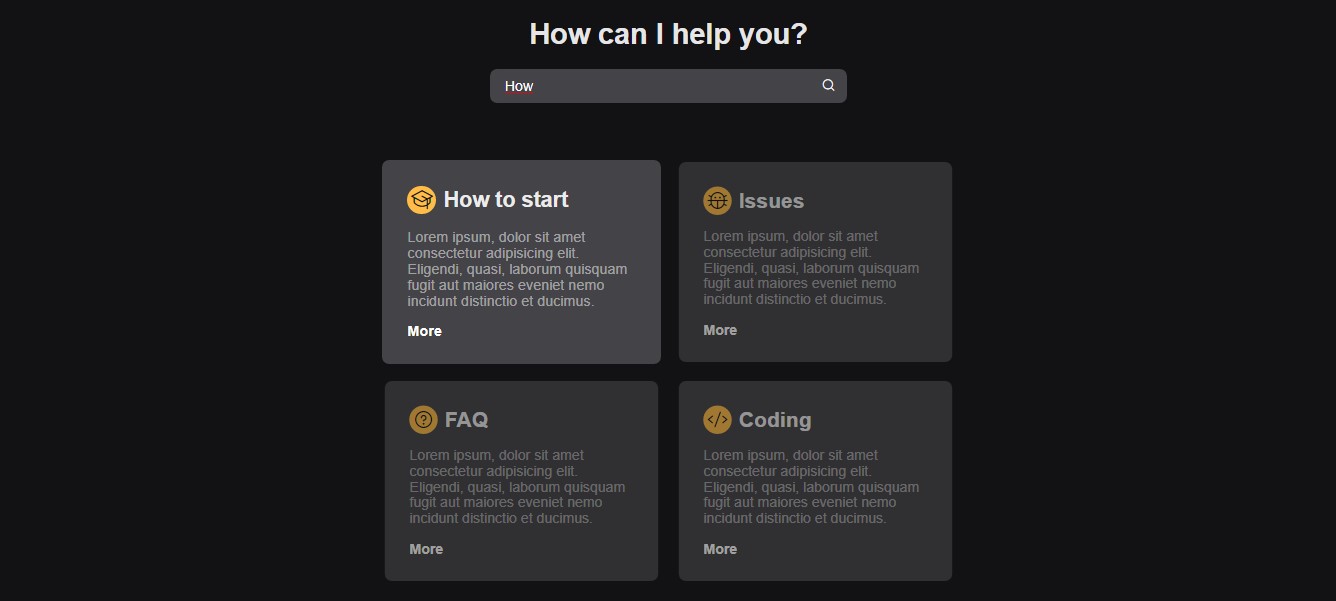 How can I help you?
How
How to start
Lorem ipsum, dolor sit amet
consectetur adipisicing elit.
Eligendi, quasi, laborum quisquam
fugit aut maiores eveniet nemo
incidunt distinctio et ducimus.
More
Issues
Lorem ipsum, dolor sit amet
consectetur adipisicing elit.
Eligendi, quasi, laborum quisquam
fugit aut maiores eveniet nemo
incidunt distinctio et ducimus.
More
FAQ
Lorem ipsum, dolor sit amet
consectetur adipisicing elit.
Eligendi, quasi, laborum quisquam
fugit aut maiores eveniet nemo
incidunt distinctio et ducimus.
More
Coding
Lorem ipsum, dolor sit amet
consectetur adipisicing elit.
Eligendi, quasi, laborum quisquam
fugit aut maiores eveniet nemo
incidunt distinctio et ducimus.
More